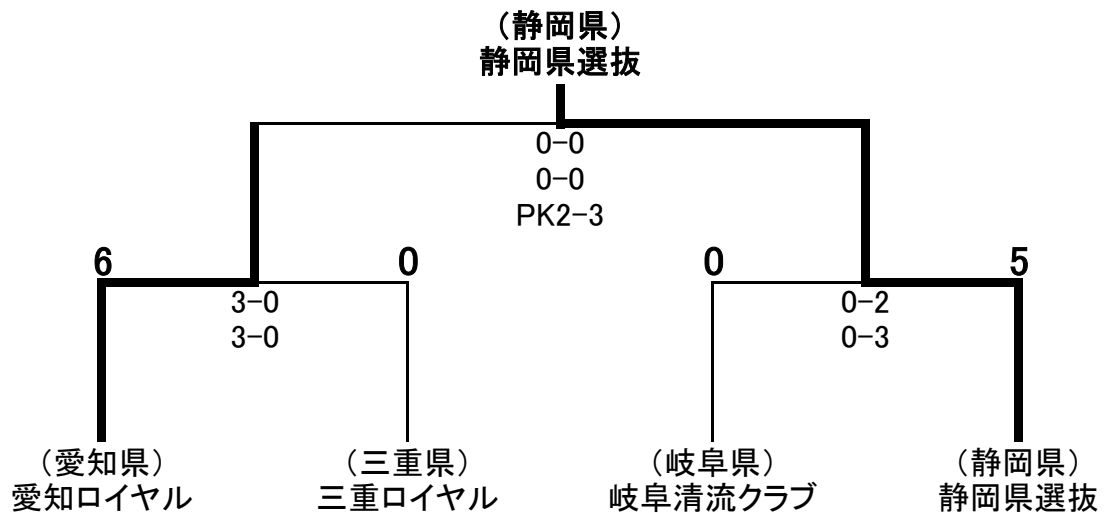 （静岡県）
静岡県選抜
0-0
0-0
PK2-3
6
0
0
5
3-0
3-0
0-2
0-3
（愛知県）
愛知ロイヤル
（三重県）
三重ロイヤル
（岐阜県）
岐阜清流クラブ
（静岡県）
静岡県選抜